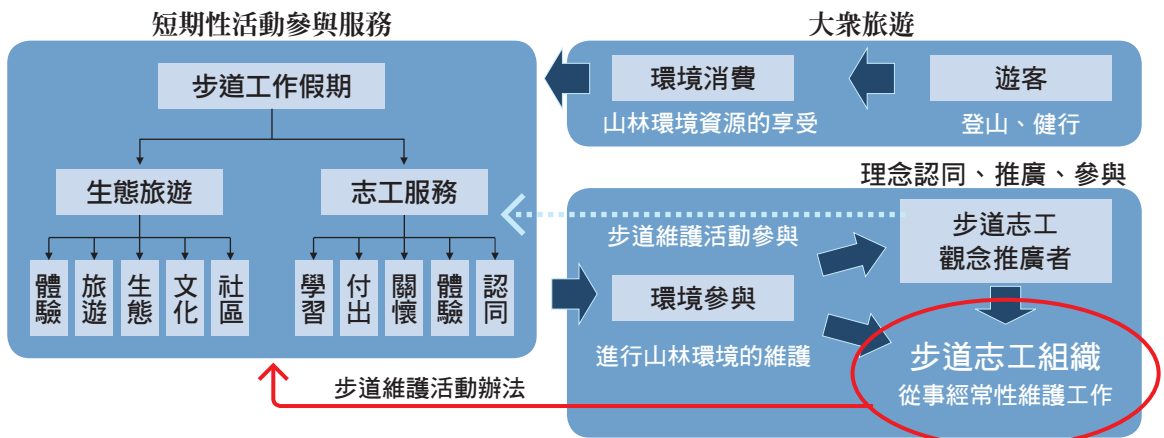 短期性活動參與服務
步道工作假期
生態旅遊
志工服務
體驗
旅遊
生態
文化
社區
學習
付出
關懷
體驗
認同
大眾旅遊
環境消費
遊客
山林環境資源的享受
登山、健行
理念認同、推廣、參與
步道維護活動參與
步道志工
觀念推廣者
環境參與
進行山林環境的維護
步道志工組織
從事經常性維護工作
步道維護活動辦法